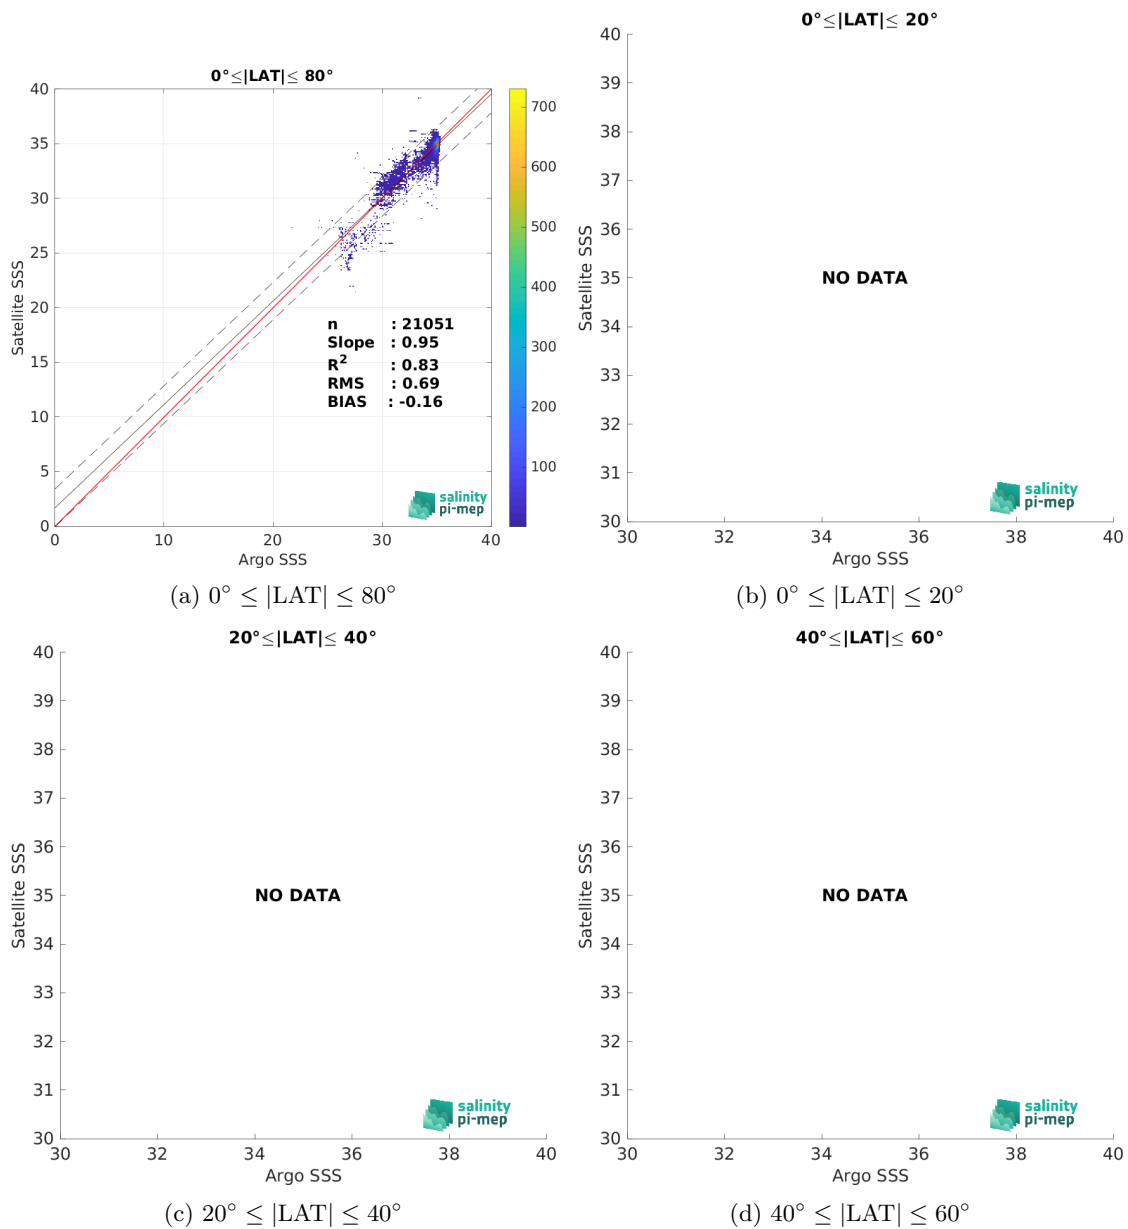 0°≤|LAT|≤ 80°
40
35
30
25
20
15
10
5
0
0
10
20
30
40
Satellite SSS
Argo SSS
n : 21051
Slope : 0.95
R² : 0.83
RMS : 0.69
BIAS : -0.16
700
600
500
400
300
200
100
salinity
pi-mep
(a) 0° ≤ |LAT| ≤ 80°
0°≤|LAT|≤ 20°
40
39
38
37
36
35
34
33
32
31
30
30
32
34
36
38
40
Satellite SSS
Argo SSS
NO DATA
salinity
pi-mep
(b) 0° ≤ |LAT| ≤ 20°
20°≤|LAT|≤ 40°
40
39
38
37
36
35
34
33
32
31
30
30
32
34
36
38
40
Satellite SSS
Argo SSS
NO DATA
salinity
pi-mep
(c) 20° ≤ |LAT| ≤ 40°
40°≤|LAT|≤ 60°
40
39
38
37
36
35
34
33
32
31
30
30
32
34
36
38
40
Satellite SSS
Argo SSS
NO DATA
salinity
pi-mep
(d) 40° ≤ |LAT| ≤ 60°